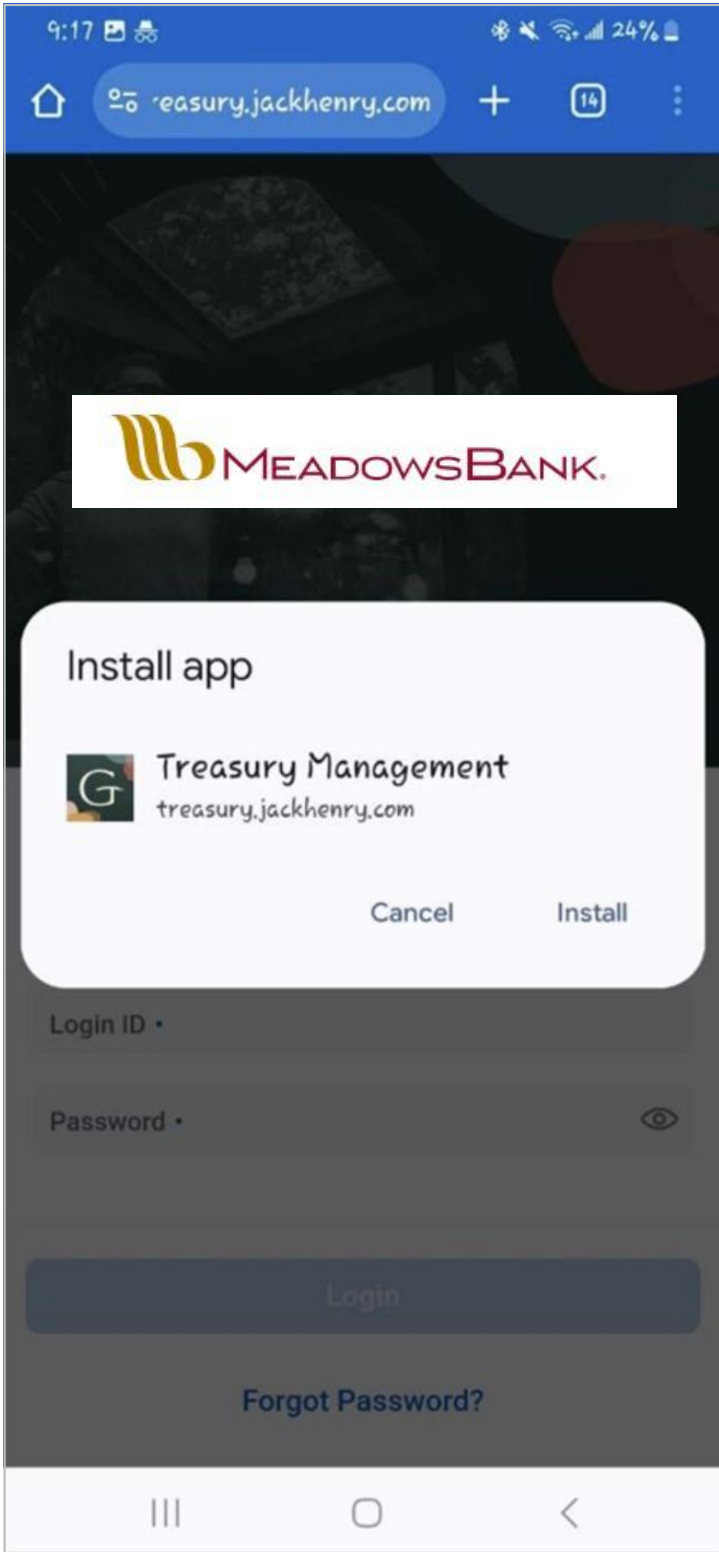 9:17 24%
reasury.jackhenry.com 14
MEADOWSBANK.
Install app
G Treasury Management
treasury.jackhenry.com
Cancel Install
Login ID •
Password •
Login
Forgot Password?